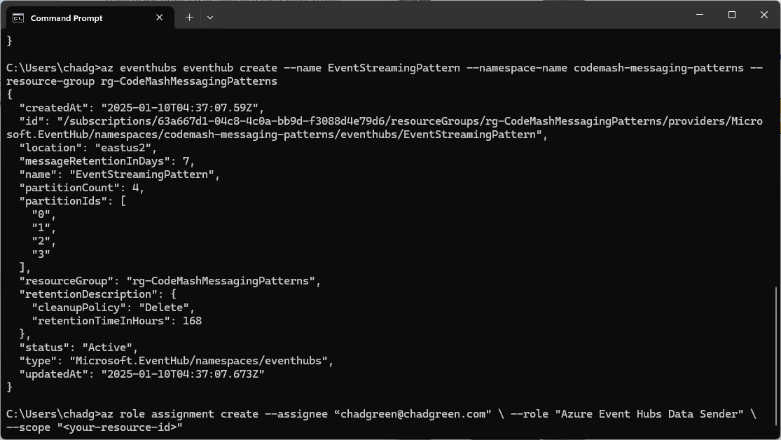 Command Prompt
}
C:\Users\chadg>az eventhubs eventhub create --name EventStreamingPattern --namespace-name codemash-messaging-patterns --
resource-group rg-CodeMashMessagingPatterns
{
  "createdAt": "2025-01-10T04:37:07.59Z",
  "id": "/subscriptions/63a667d1-04c8-4c0a-bb9d-f3088d4e79d6/resourceGroups/rg-CodeMashMessagingPatterns/providers/Micro
soft.EventHub/namespaces/codemash-messaging-patterns/eventhubs/EventStreamingPattern",
  "location": "eastus2",
  "messageRetentionInDays": 7,
  "name": "EventStreamingPattern",
  "partitionCount": 4,
  "partitionIds": [
    "0",
    "1",
    "2",
    "3"
  ],
  "resourceGroup": "rg-CodeMashMessagingPatterns",
  "retentionDescription": {
    "cleanupPolicy": "Delete",
    "retentionTimeInHours": 168
  },
  "status": "Active",
  "type": "Microsoft.EventHub/namespaces/eventhubs",
  "updatedAt": "2025-01-10T04:37:07.673Z"
}
C:\Users\chadg>az role assignment create --assignee “chadgreen@chadgreen.com" \ --role "Azure Event Hubs Data Sender" \
--scope "<your-resource-id>"